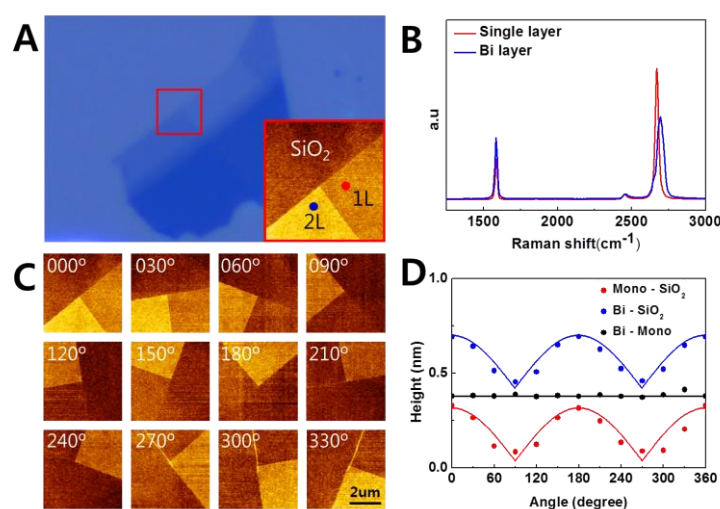 A
SiO2
1L
2L
B
Single layer
Bi layer
a.u
1500 2000 2500 3000
Raman shift(cm-1)
C
000° 030° 060° 090°
120° 150° 180° 210°
240° 270° 300° 330°
2um
D
Mono - SiO2
Bi - SiO2
Bi - Mono
Height (nm)
1.0
0.5
0.0
0 60 120 180 240 300 360
Angle (degree)